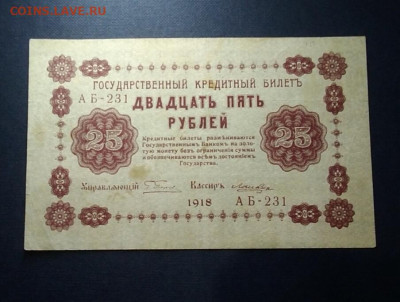 COINS.LAVE.RU
ГОСУДАРСТВЕННЫЙ КРЕДИТНЫЙ БИЛЕТЪ
АБ-231
ДВАДЦАТЬ ПЯТЬ
РУБЛЕЙ
25
25
Кредитные билеты размѣниваются
Государственнымъ Банкомъ на золо-
тую монету безъ ограниченія суммы
и обезпечиваются всѣмъ достояніемъ
Государства.
Управляющій
Кассиръ
1918
АБ-231